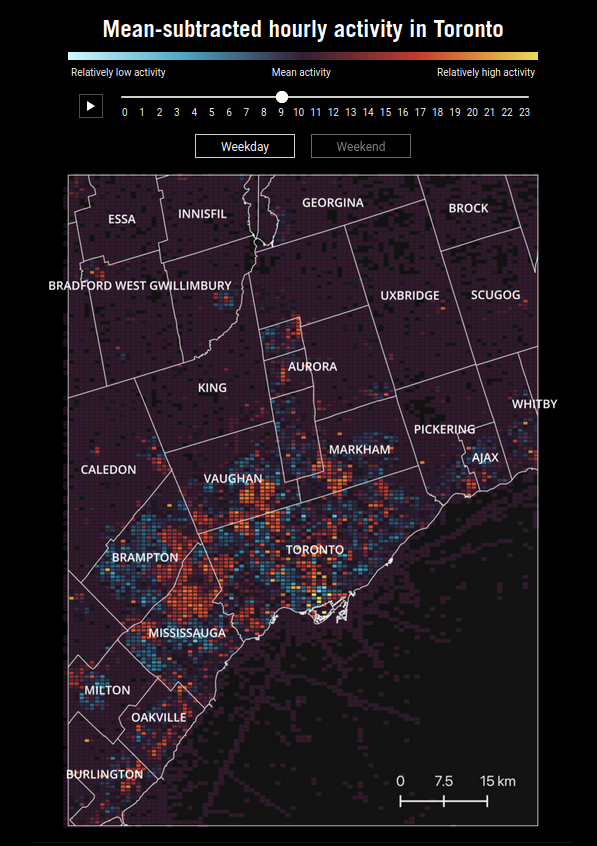 Mean-subtracted hourly activity in Toronto
Relatively low activity Mean activity Relatively high activity
0 1 2 3 4 5 6 7 8 9 10 11 12 13 14 15 16 17 18 19 20 21 22 23
Weekday Weekend
GEORGINA
BROCK
INNISFIL
ESSA
BRADFORD WEST GWILLIMBURY
UXBRIDGE SCUGOG
AURORA
KING
WHITBY
PICKERING
MARKHAM
AJAX
CALEDON
VAUGHAN
TORONTO
BRAMPTON
MISSISSAUGA
MILTON
OAKVILLE
BURLINGTON
0 7.5 15 km